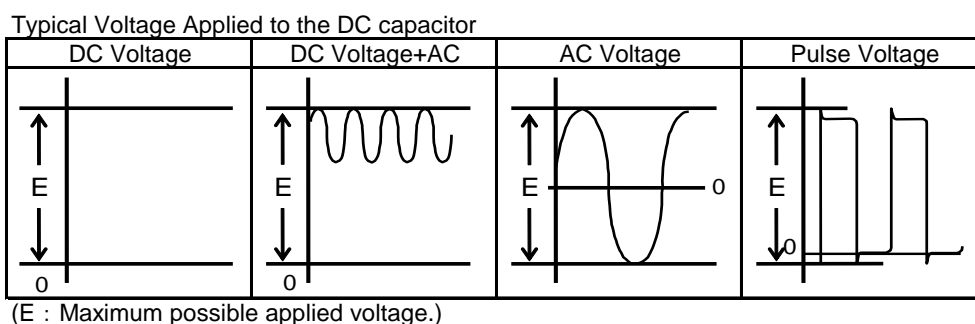 Typical Voltage Applied to the DC capacitor
DC Voltage DC Voltage+AC AC Voltage Pulse Voltage
E E E 0 E
0
0 0
(E：Maximum possible applied voltage.)